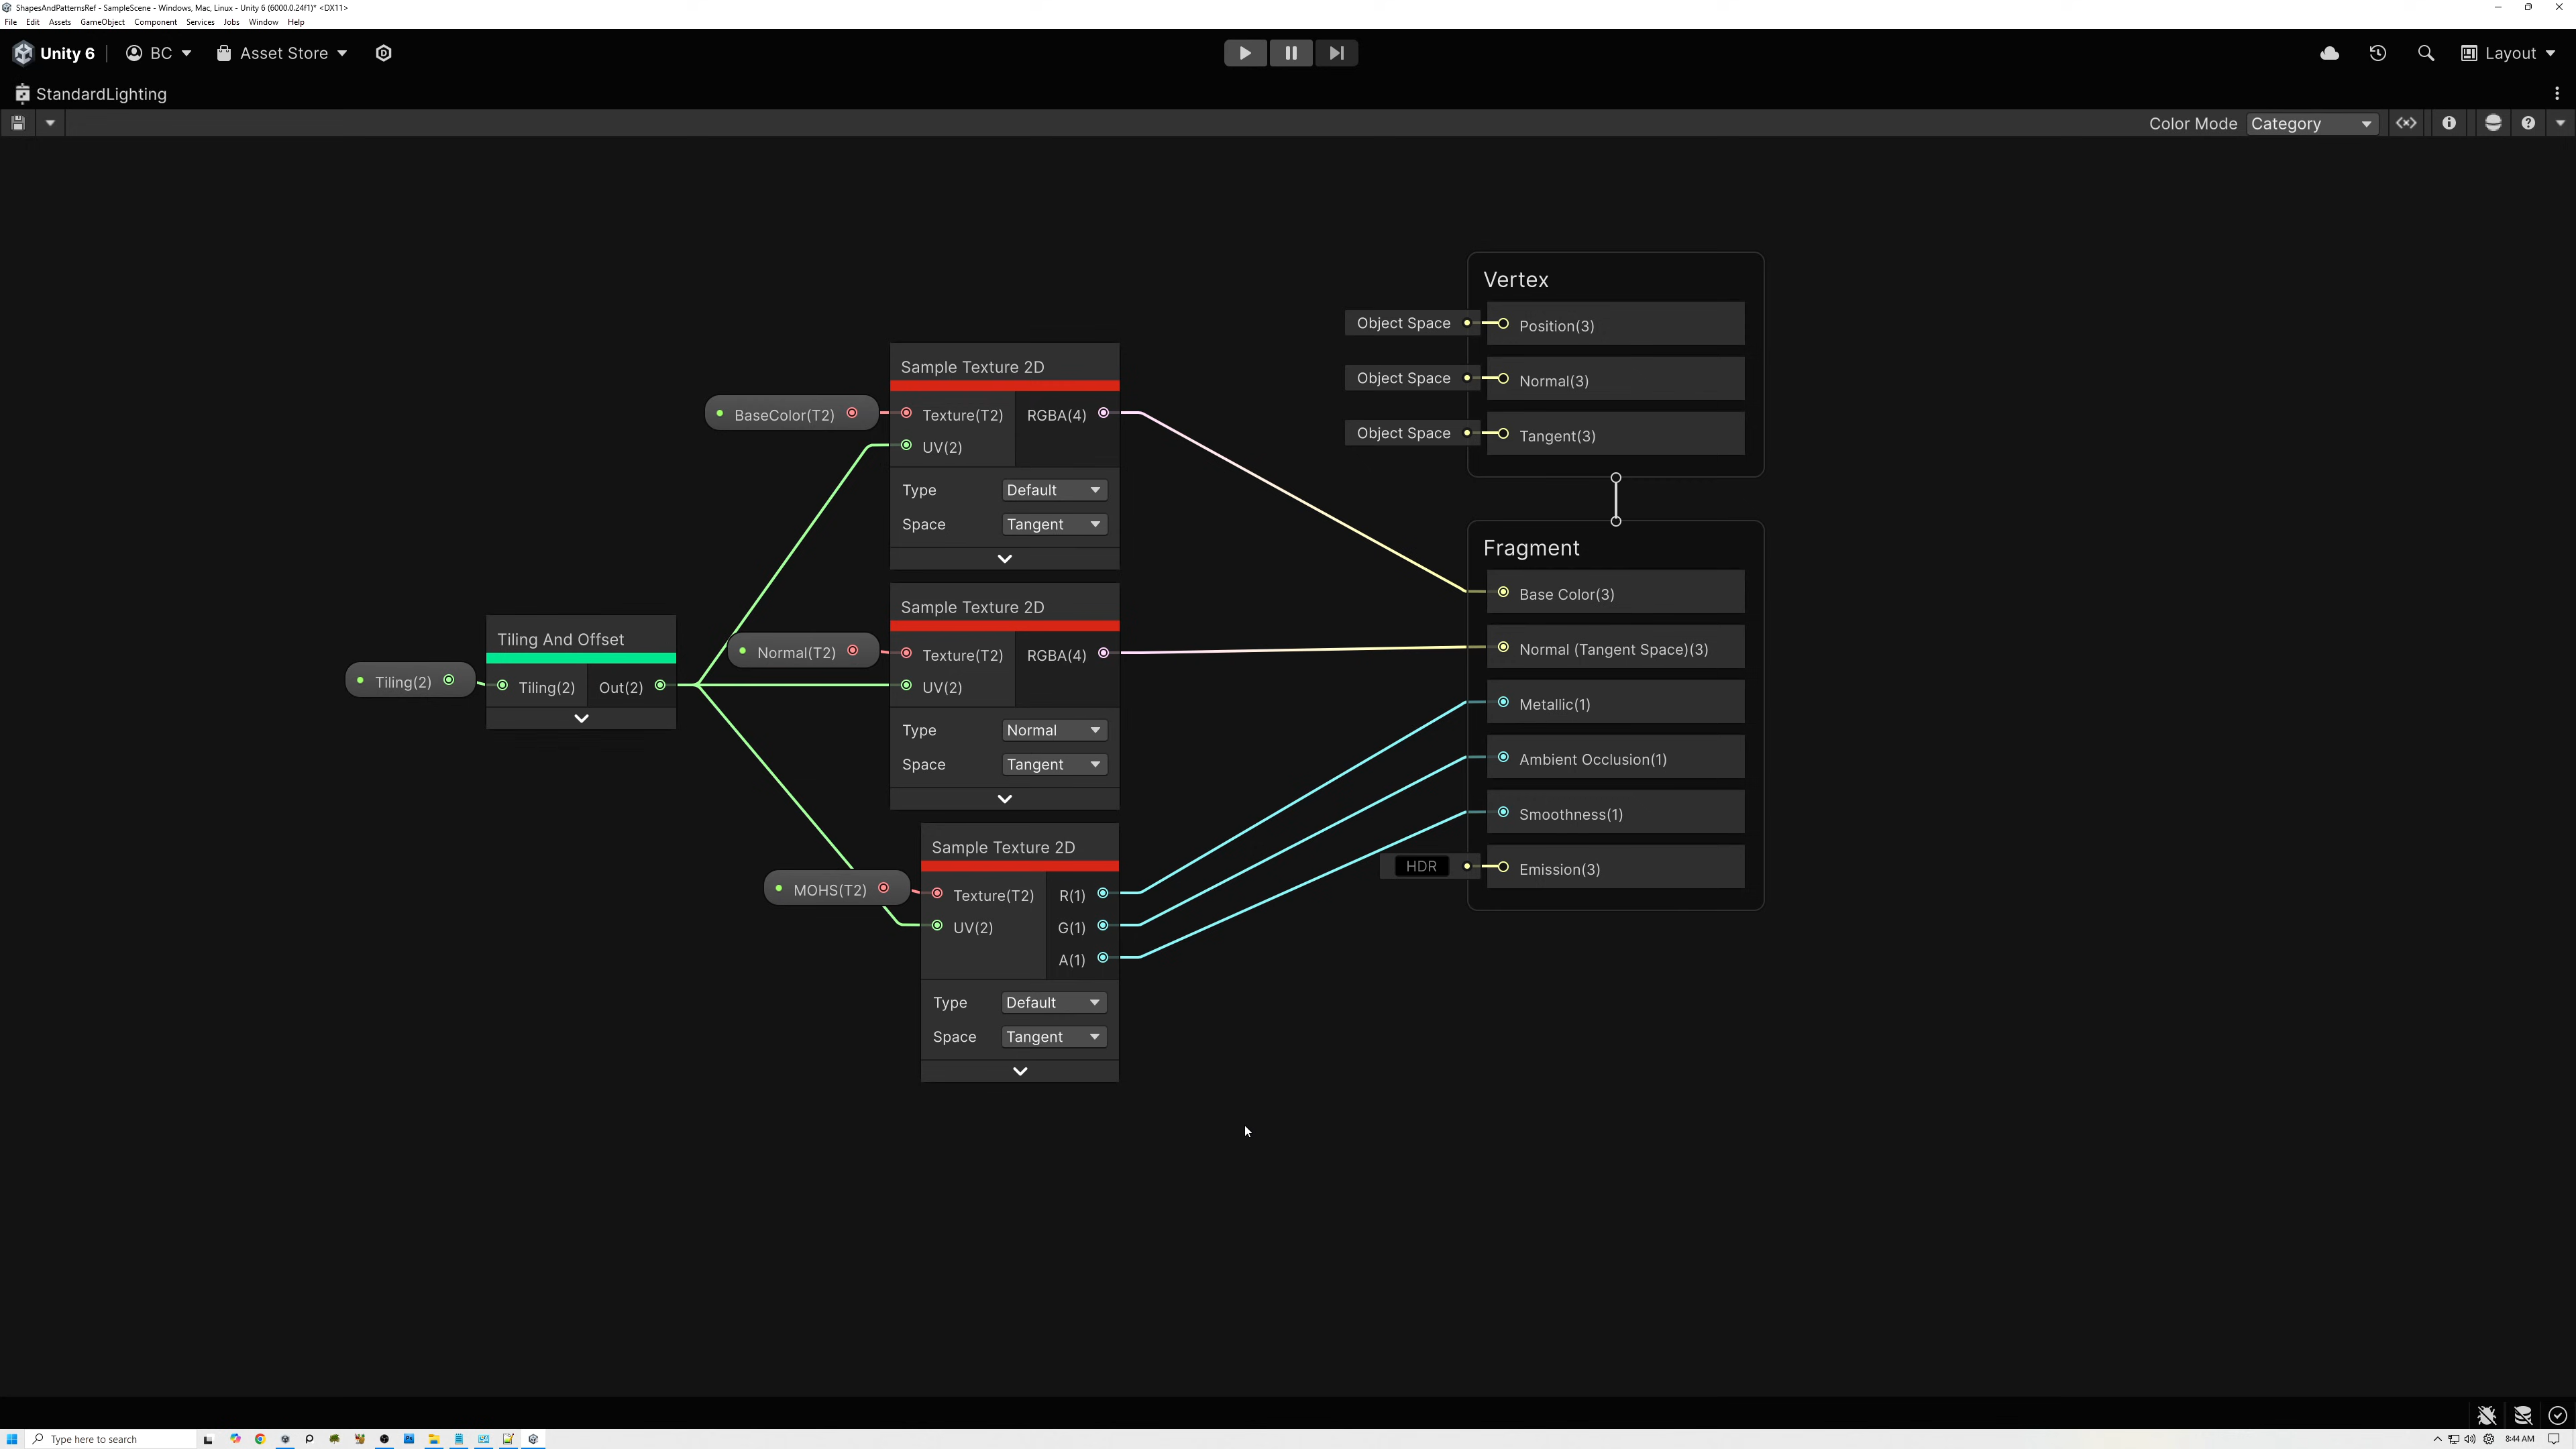 ShapesAndPatternsRef - SampleScene - Windows, Mac, Linux - Unity 6 (6000.0.24f1)* <DX11>
File Edit Assets GameObject Component Services Jobs Window Help
Unity 6 BC Asset Store Layout
StandardLighting
Color Mode Category
Vertex
Object Space Position(3)
Object Space Normal(3)
Object Space Tangent(3)
Sample Texture 2D
BaseColor(T2) Texture(T2) RGBA(4)
UV(2)
Type Default
Space Tangent
Fragment
Base Color(3)
Normal (Tangent Space)(3)
Metallic(1)
Ambient Occlusion(1)
Smoothness(1)
HDR Emission(3)
Sample Texture 2D
Normal(T2) Texture(T2) RGBA(4)
UV(2)
Type Normal
Space Tangent
Tiling And Offset
Tiling(2) Tiling(2) Out(2)
Sample Texture 2D
MOHS(T2) Texture(T2) R(1)
UV(2) G(1)
A(1)
Type Default
Space Tangent
Type here to search
8:44 AM